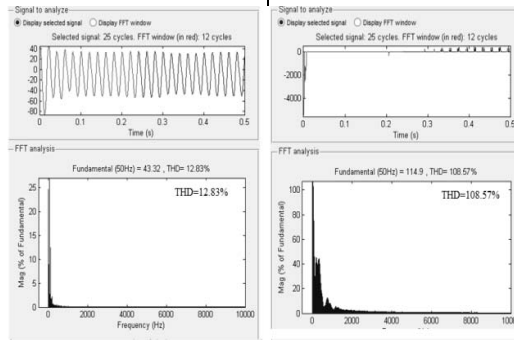 Signal to analyze
Display selected signal Display FFT window
Selected signal: 25 cycles. FFT window (in red): 12 cycles
40
20
0
-20
-40
-60
-80
0 0.1 0.2 0.3 0.4 0.5
Time (s)
FFT analysis
Fundamental (50Hz) = 43.32 , THD= 12.83%
THD=12.83%
Mag (% of Fundamental)
25
20
15
10
5
0
0 2000 4000 6000 8000 10000
Frequency (Hz)
Signal to analyze
Display selected signal Display FFT window
Selected signal: 25 cycles. FFT window (in red): 12 cycles
0
-2000
-4000
0 0.1 0.2 0.3 0.4 0.5
Time (s)
FFT analysis
Fundamental (50Hz) = 114.9 , THD= 108.57%
THD=108.57%
Mag (% of Fundamental)
100
80
60
40
20
0
0 2000 4000 6000 8000